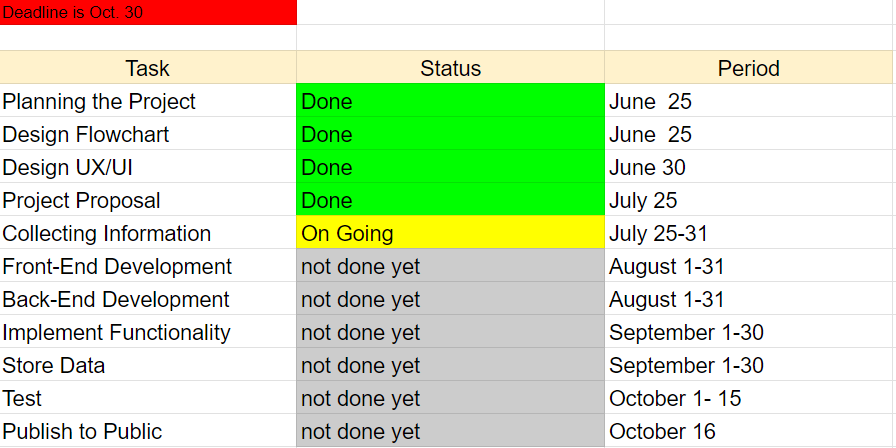 Deadline is Oct. 30
Task Status Period
Planning the Project Done June  25
Design Flowchart Done June  25
Design UX/UI Done June 30
Project Proposal Done July 25
Collecting Information On Going July 25-31
Front-End Development not done yet August 1-31
Back-End Development not done yet August 1-31
Implement Functionality not done yet September 1-30
Store Data not done yet September 1-30
Test not done yet October 1- 15
Publish to Public not done yet October 16